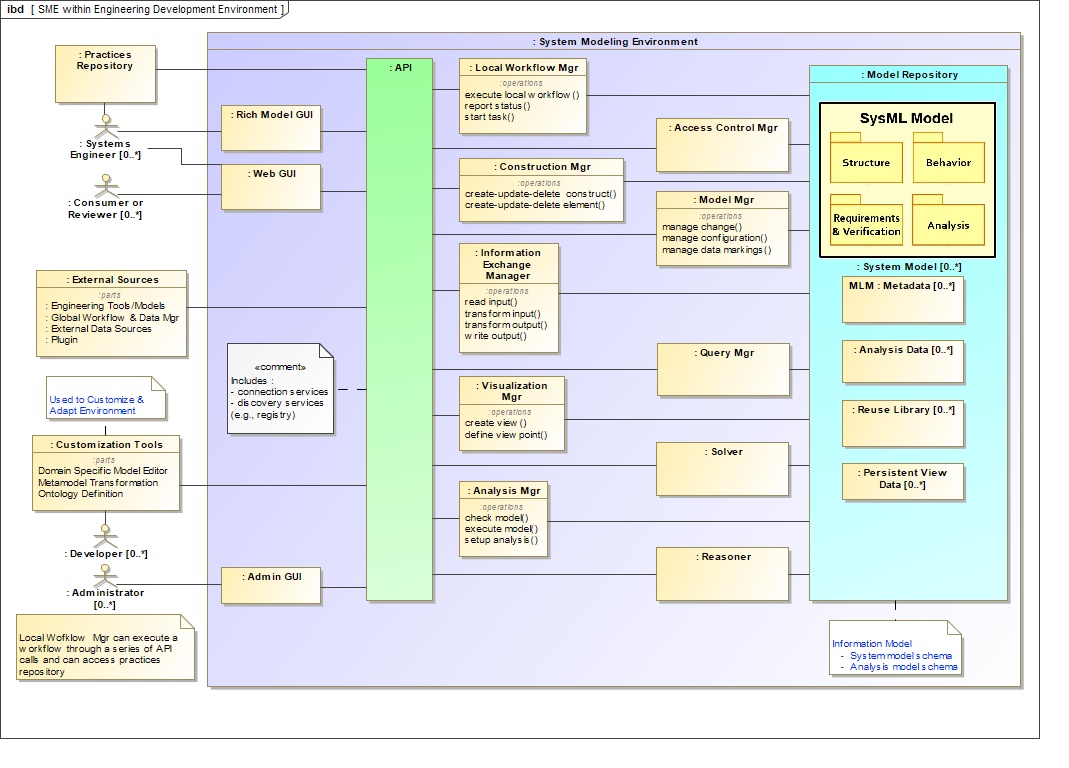 ibd [ SME within Engineering Development Environment ]
: System Modeling Environment
: Practices
Repository
: Systems
Engineer [0..*]
: Consumer or
Reviewer [0..*]
: External Sources
:parts
: Engineering Tools/Models
: Global Workflow & Data Mgr
: External Data Sources
: Plugin
Used to Customize &
Adapt Environment
: Customization Tools
:parts
Domain Specific Model Editor
Metamodel Transformation
Ontology Definition
: Developer [0..*]
: Administrator
[0..*]
Local Wofklow Mgr can execute a
workflow through a series of API
calls and can access practices
repository
: Rich Model GUI
: Web GUI
«comment»
Includes :
- connection services
- discovery services
(e.g., registry)
: Admin GUI
: API
: Local Workflow Mgr
:operations
execute local workflow()
report status()
start task()
: Construction Mgr
:operations
create-update-delete construct()
create-update-delete element()
: Information
Exchange
Manager
:operations
read input()
transform input()
transform output()
write output()
: Visualization
Mgr
:operations
create view()
define view point()
: Analysis Mgr
:operations
check model()
execute model()
setup analysis()
: Access Control Mgr
: Model Mgr
:operations
manage change()
manage configuration()
manage data markings()
: Query Mgr
: Solver
: Reasoner
: Model Repository
SysML Model
Structure
Behavior
Requirements
& Verification
Analysis
: System Model [0..*]
MLM : Metadata [0..*]
: Analysis Data [0..*]
: Reuse Library [0..*]
: Persistent View
Data [0..*]
Information Model
- System model schema
- Analysis model schema